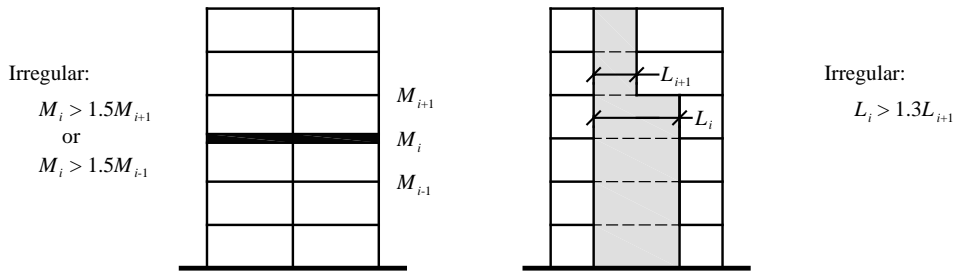 Irregular:
M_i > 1.5M_{i+1}
or
M_i > 1.5M_{i-1}
M_{i+1}
M_i
M_{i-1}
L_{i+1}
L_i
Irregular:
L_i > 1.3L_{i+1}